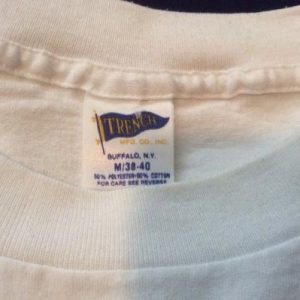 TRENCH
MFG. CO., INC.
BUFFALO, N.Y.
M/38-40
50% POLYESTER-50% COTTON
FOR CARE SEE REVERSE